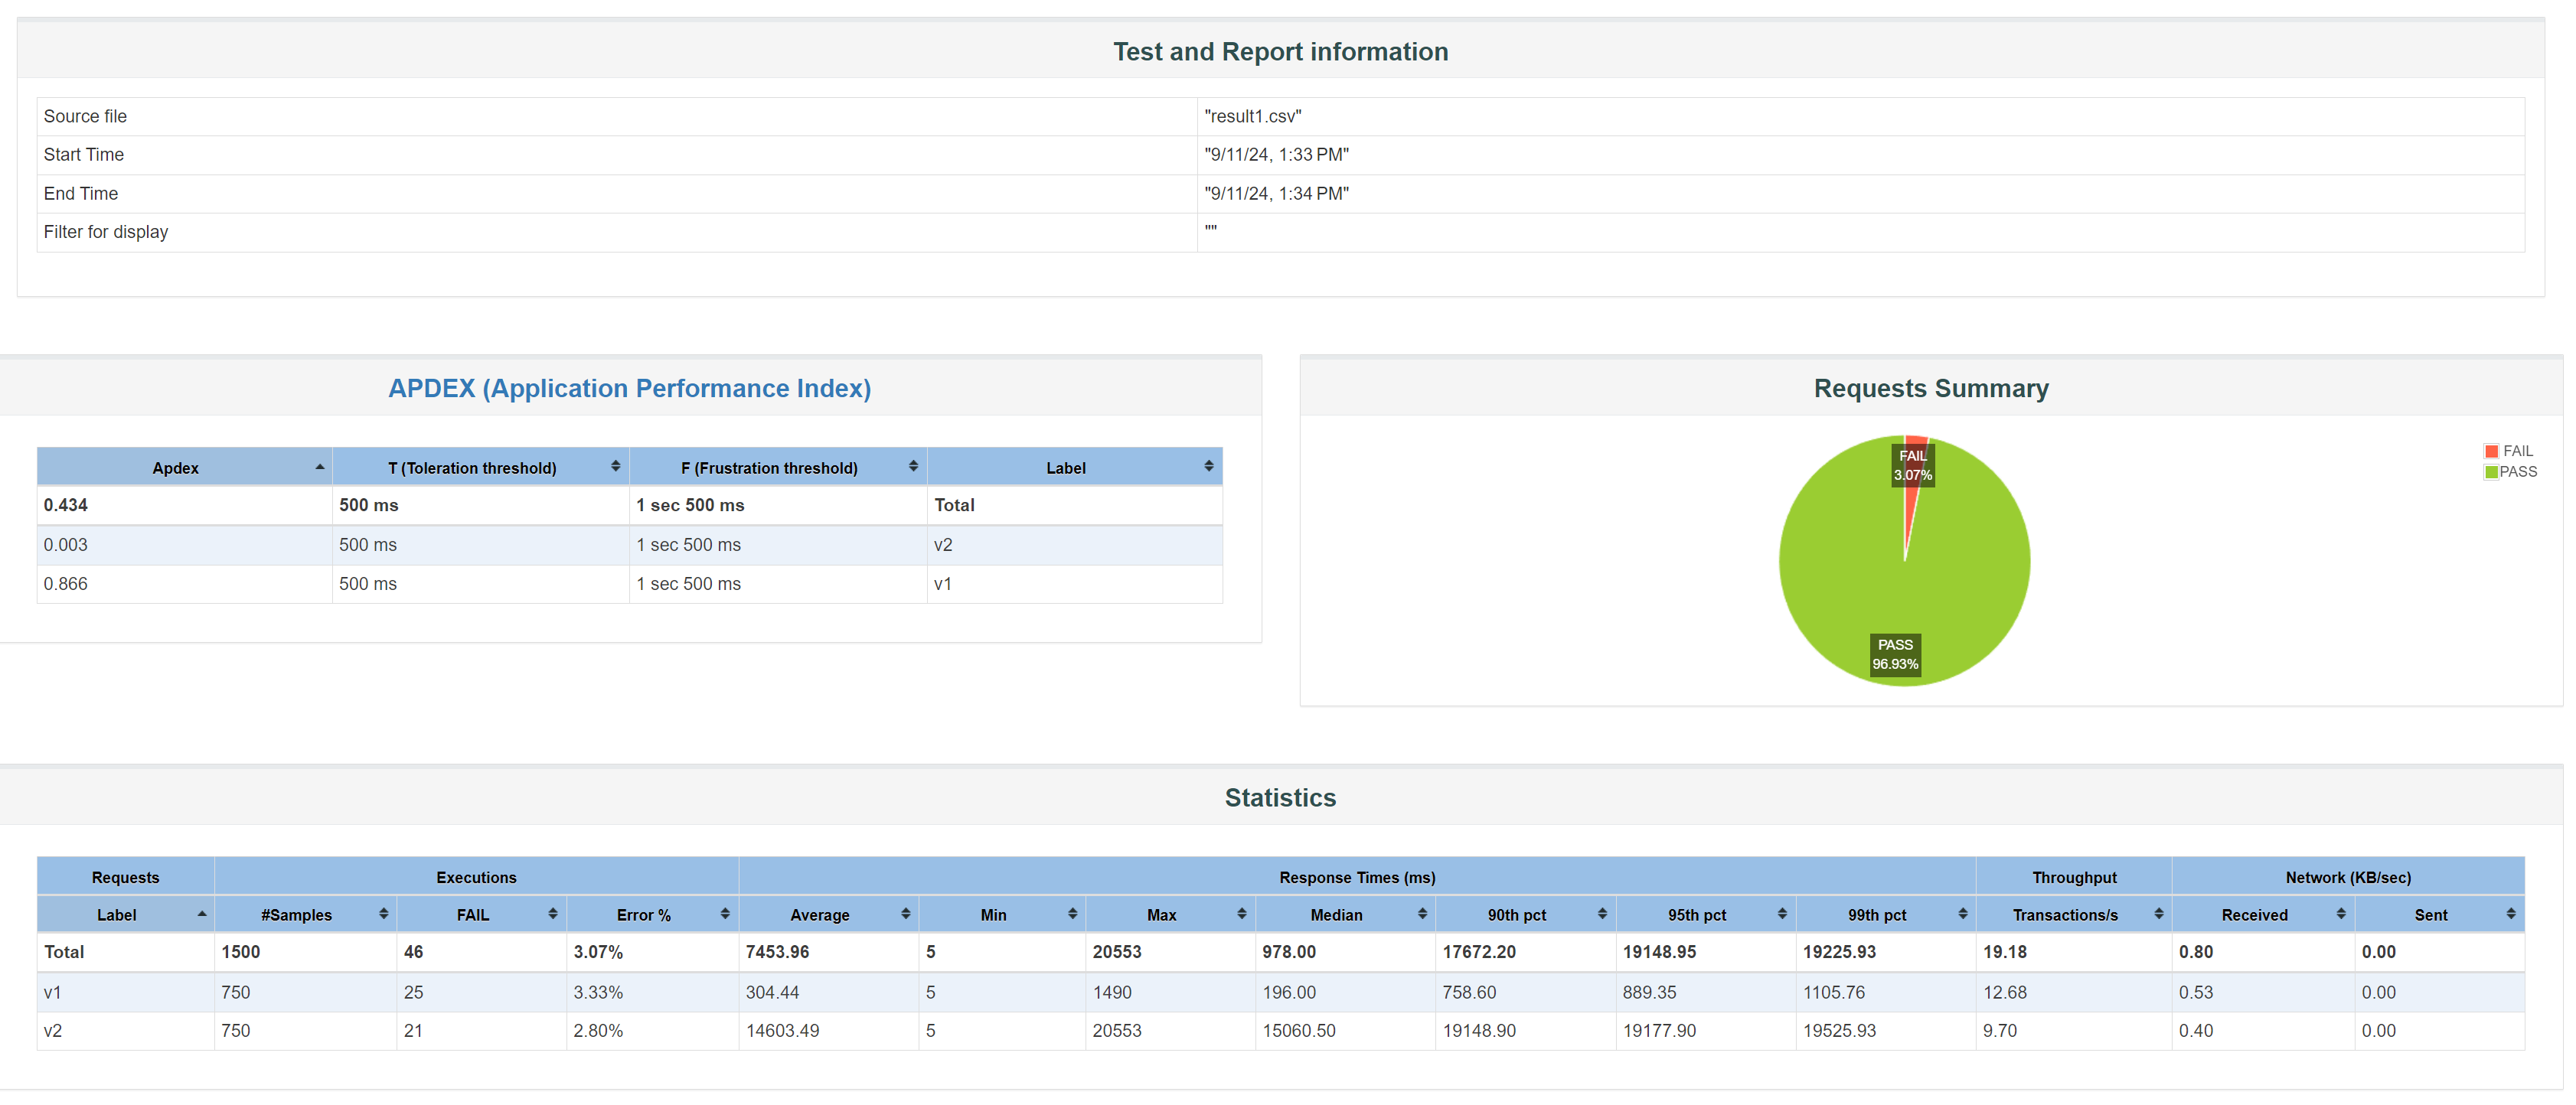 Test and Report information
Source file "result1.csv"
Start Time "9/11/24, 1:33 PM"
End Time "9/11/24, 1:34 PM"
Filter for display ""
APDEX (Application Performance Index)
Apdex T (Toleration threshold) F (Frustration threshold) Label
0.434 500 ms 1 sec 500 ms Total
0.003 500 ms 1 sec 500 ms v2
0.866 500 ms 1 sec 500 ms v1
Requests Summary
FAIL
3.07%
PASS
96.93%
FAIL
PASS
Statistics
Requests Executions Response Times (ms) Throughput Network (KB/sec)
Label #Samples FAIL Error % Average Min Max Median 90th pct 95th pct 99th pct Transactions/s Received Sent
Total 1500 46 3.07% 7453.96 5 20553 978.00 17672.20 19148.95 19225.93 19.18 0.80 0.00
v1 750 25 3.33% 304.44 5 1490 196.00 758.60 889.35 1105.76 12.68 0.53 0.00
v2 750 21 2.80% 14603.49 5 20553 15060.50 19148.90 19177.90 19525.93 9.70 0.40 0.00